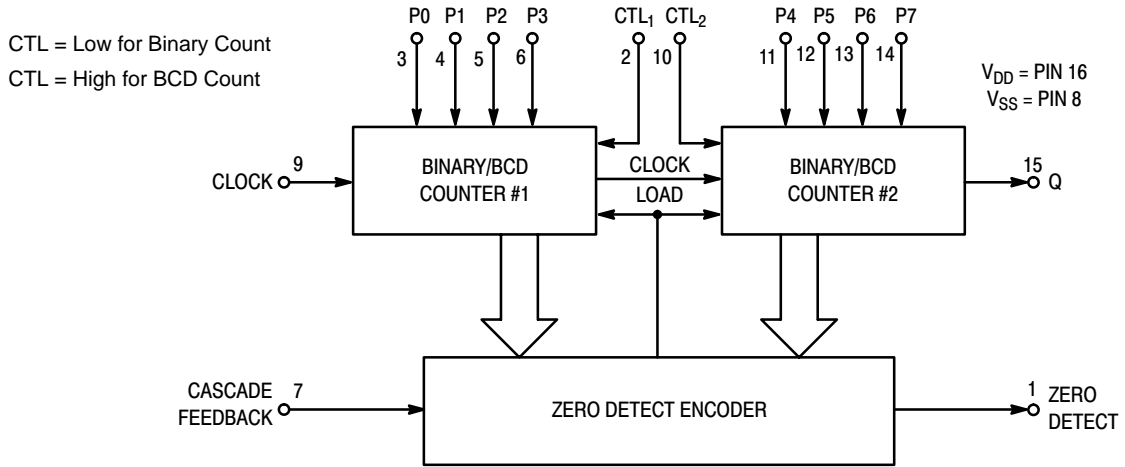 P0 P1 P2 P3 CTL1 CTL2 P4 P5 P6 P7
CTL = Low for Binary Count
CTL = High for BCD Count
3 4 5 6 2 10 11 12 13 14
VDD = PIN 16
VSS = PIN 8
CLOCK 9
BINARY/BCD
COUNTER #1
CLOCK
LOAD
BINARY/BCD
COUNTER #2
15
Q
CASCADE
FEEDBACK
7
ZERO DETECT ENCODER
1
ZERO
DETECT